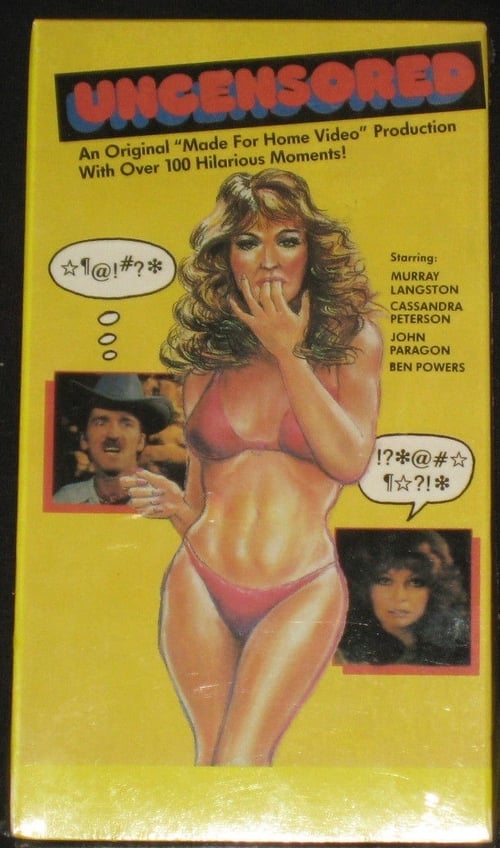 UNCENSORED
An Original "Made For Home Video" Production
With Over 100 Hilarious Moments!
☆¶@!#?*
Starring:
MURRAY
LANGSTON
CASSANDRA
PETERSON
JOHN
PARAGON
BEN POWERS
!?*@#☆
¶☆?!*